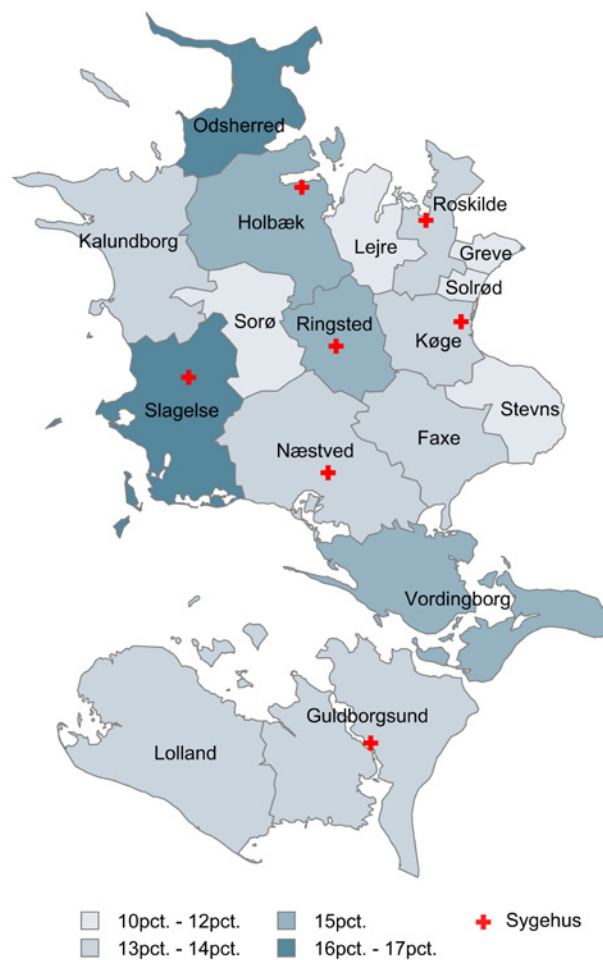 Odsherred
Roskilde
Holbæk
Kalundborg
Lejre
Greve
Solrød
Sorø
Ringsted
Køge
Slagelse
Stevns
Næstved
Faxe
Vordingborg
Guldborgsund
Lolland
10pct. - 12pct.
15pct.
Sygehus
13pct. - 14pct.
16pct. - 17pct.